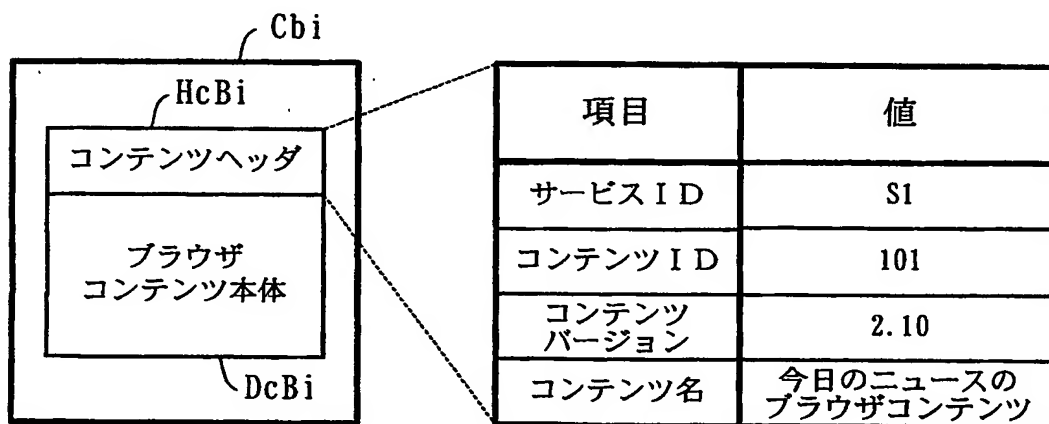 Cbi
HcBi
コンテンツヘッダ
ブラウザ
コンテンツ本体
DcBi
項目 値
サービスＩＤ S1
コンテンツＩＤ 101
コンテンツ
バージョン 2.10
コンテンツ名 今日のニュースの
ブラウザコンテンツ